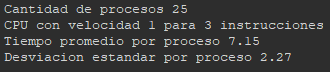 Cantidad de procesos 25
CPU con velocidad 1 para 3 instrucciones
Tiempo promedio por proceso 7.15
Desviacion estandar por proceso 2.27